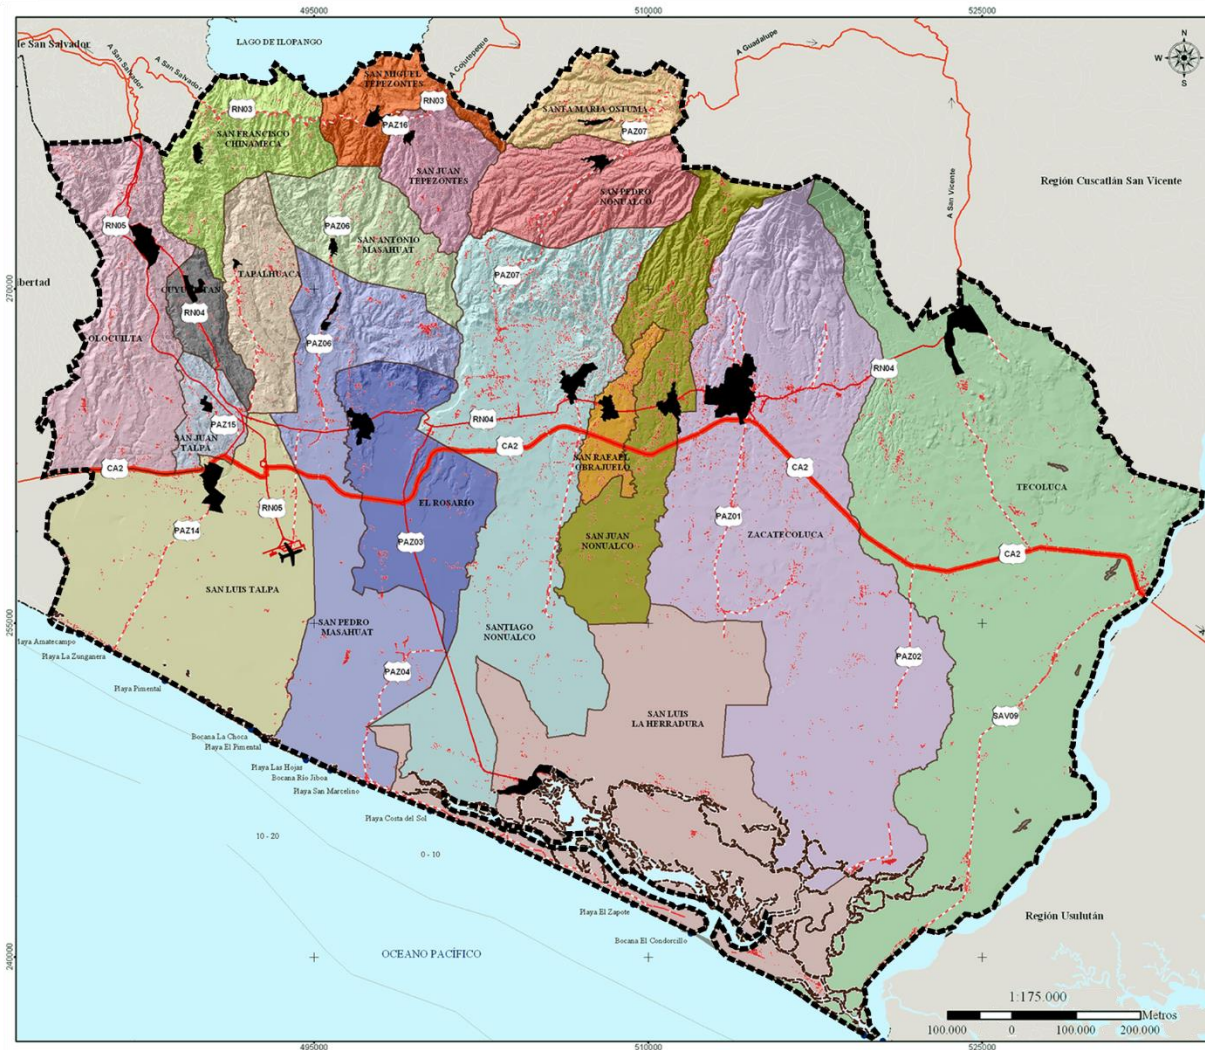 495000
510000
525000
LAGO DE ILOPANGO
A Cojutepeque
A Guadalupe
N
W
E
S
de San Salvador
A San Salvador
A San Salvador
SAN MIGUEL
TEPEZONTES
RN03
RN03
SANTA MARIA OSTUMA
PAZ16
PAZ07
SAN FRANCISCO
CHINAMECA
SAN JUAN
TEPEZONTES
SAN PEDRO
NONUALCO
Región Cuscatlán San Vicente
A San Vicente
RN05
PAZ06
SAN ANTONIO
MASAHUAT
TAPALHUACA
PAZ07
270000
270000
ibertad
RN04
OLOCUILTA
PAZ06
RN04
PAZ15
SAN JUAN
TALPA
RN04
CA2
CA2
SAN RAFAEL
OBRAJUELO
CA2
TECOLUCA
EL ROSARIO
RN05
PAZ14
PAZ03
PAZ01
SAN JUAN
NONUALCO
ZACATECOLUCA
CA2
SAN LUIS TALPA
SAN PEDRO
MASAHUAT
SANTIAGO
NONUALCO
255000
255000
Playa La Zunganera
PAZ02
PAZ04
Playa Pimental
SAN LUIS
LA HERRADURA
SAV09
Bocana La Choca
Playa El Pimental
Playa Las Hojas
Bocana Río Jiboa
Playa San Marcelino
Playa Costa del Sol
10 - 20
0 - 10
Playa El Zapote
Región Usulután
Bocana El Condorcillo
OCEANO PACÍFICO
240000
240000
1:175.000
Metros
100.000
0
100.000
200.000
495000
510000
525000